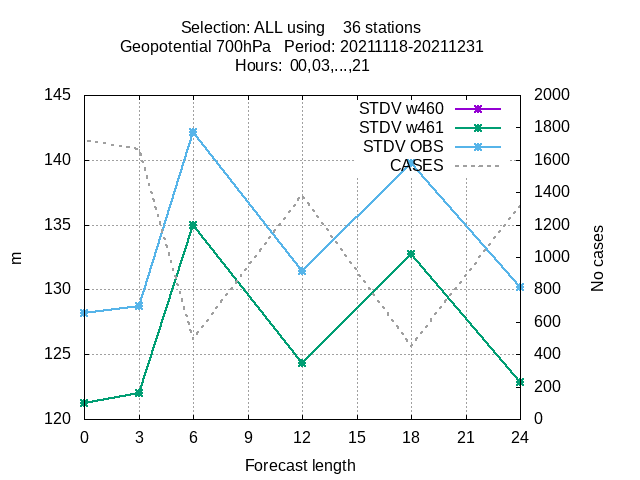 Selection: ALL using    36 stations
Geopotential 700hPa   Period: 20211118-20211231
Hours:  00,03,...,21
145
140
135
130
125
120
2000
1800
1600
1400
1200
1000
800
600
400
200
0
STDV w460
STDV w461
STDV OBS
CASES
m
No cases
0 3 6 9 12 15 18 21 24
Forecast length